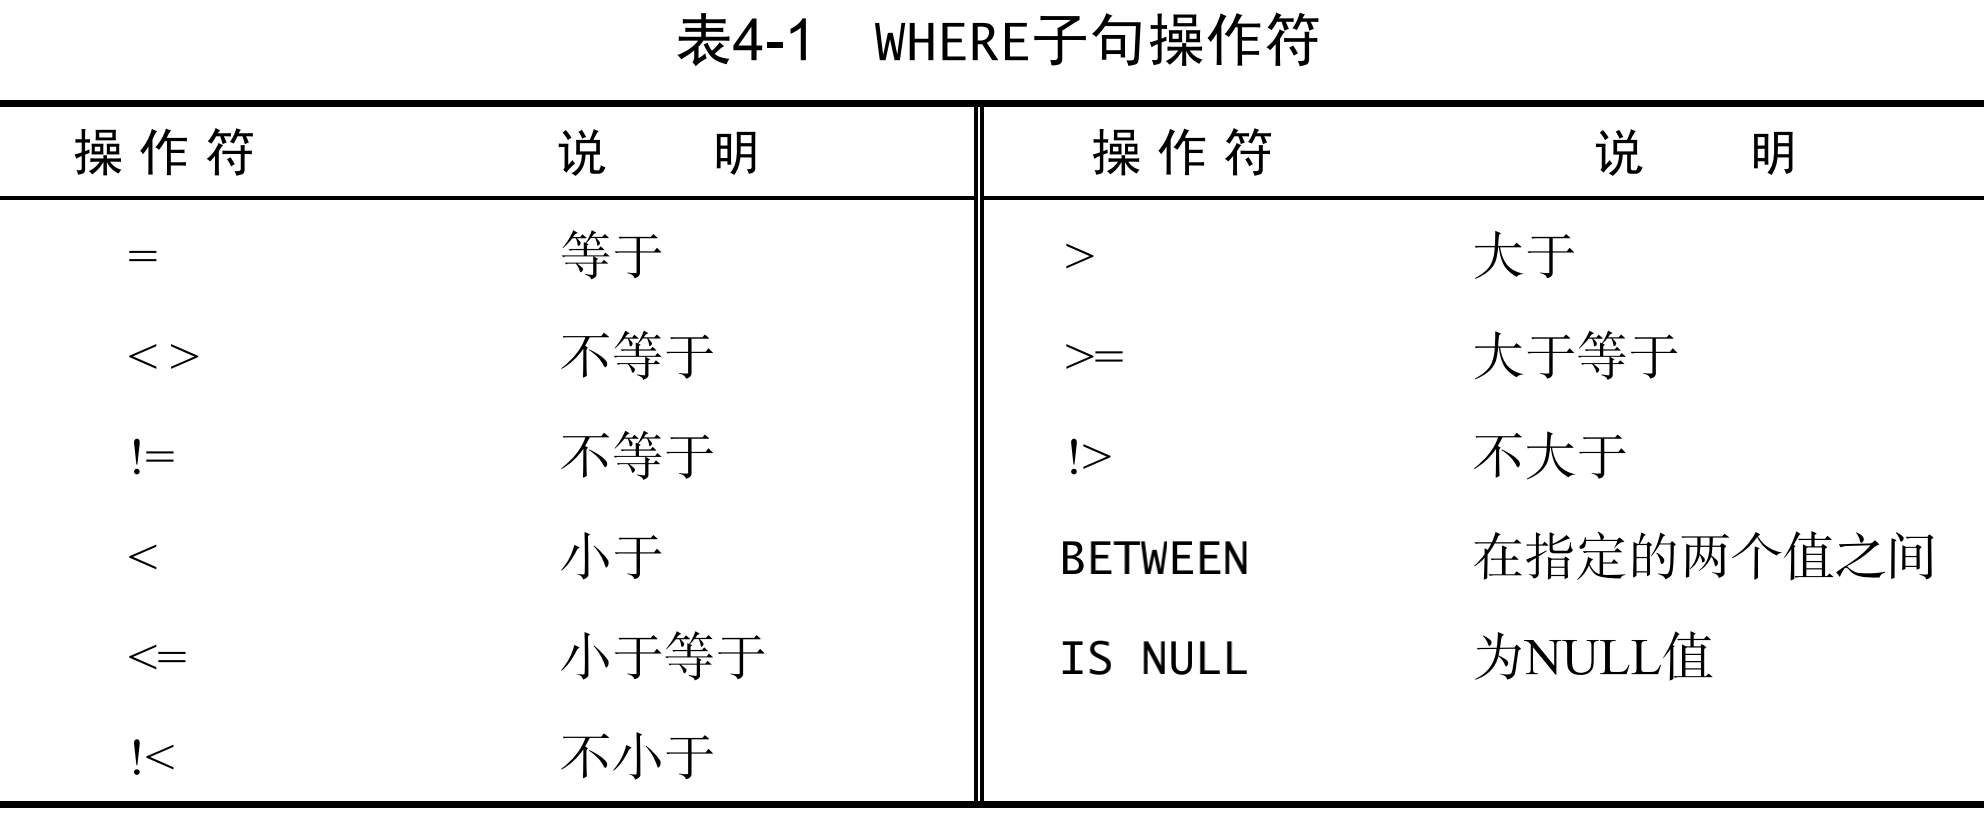 表4-1 WHERE子句操作符
操作符 说 明 操作符 说 明
= 等于 > 大于
< > 不等于 >= 大于等于
!= 不等于 !> 不大于
< 小于 BETWEEN 在指定的两个值之间
<= 小于等于 IS NULL 为NULL值
!< 不小于